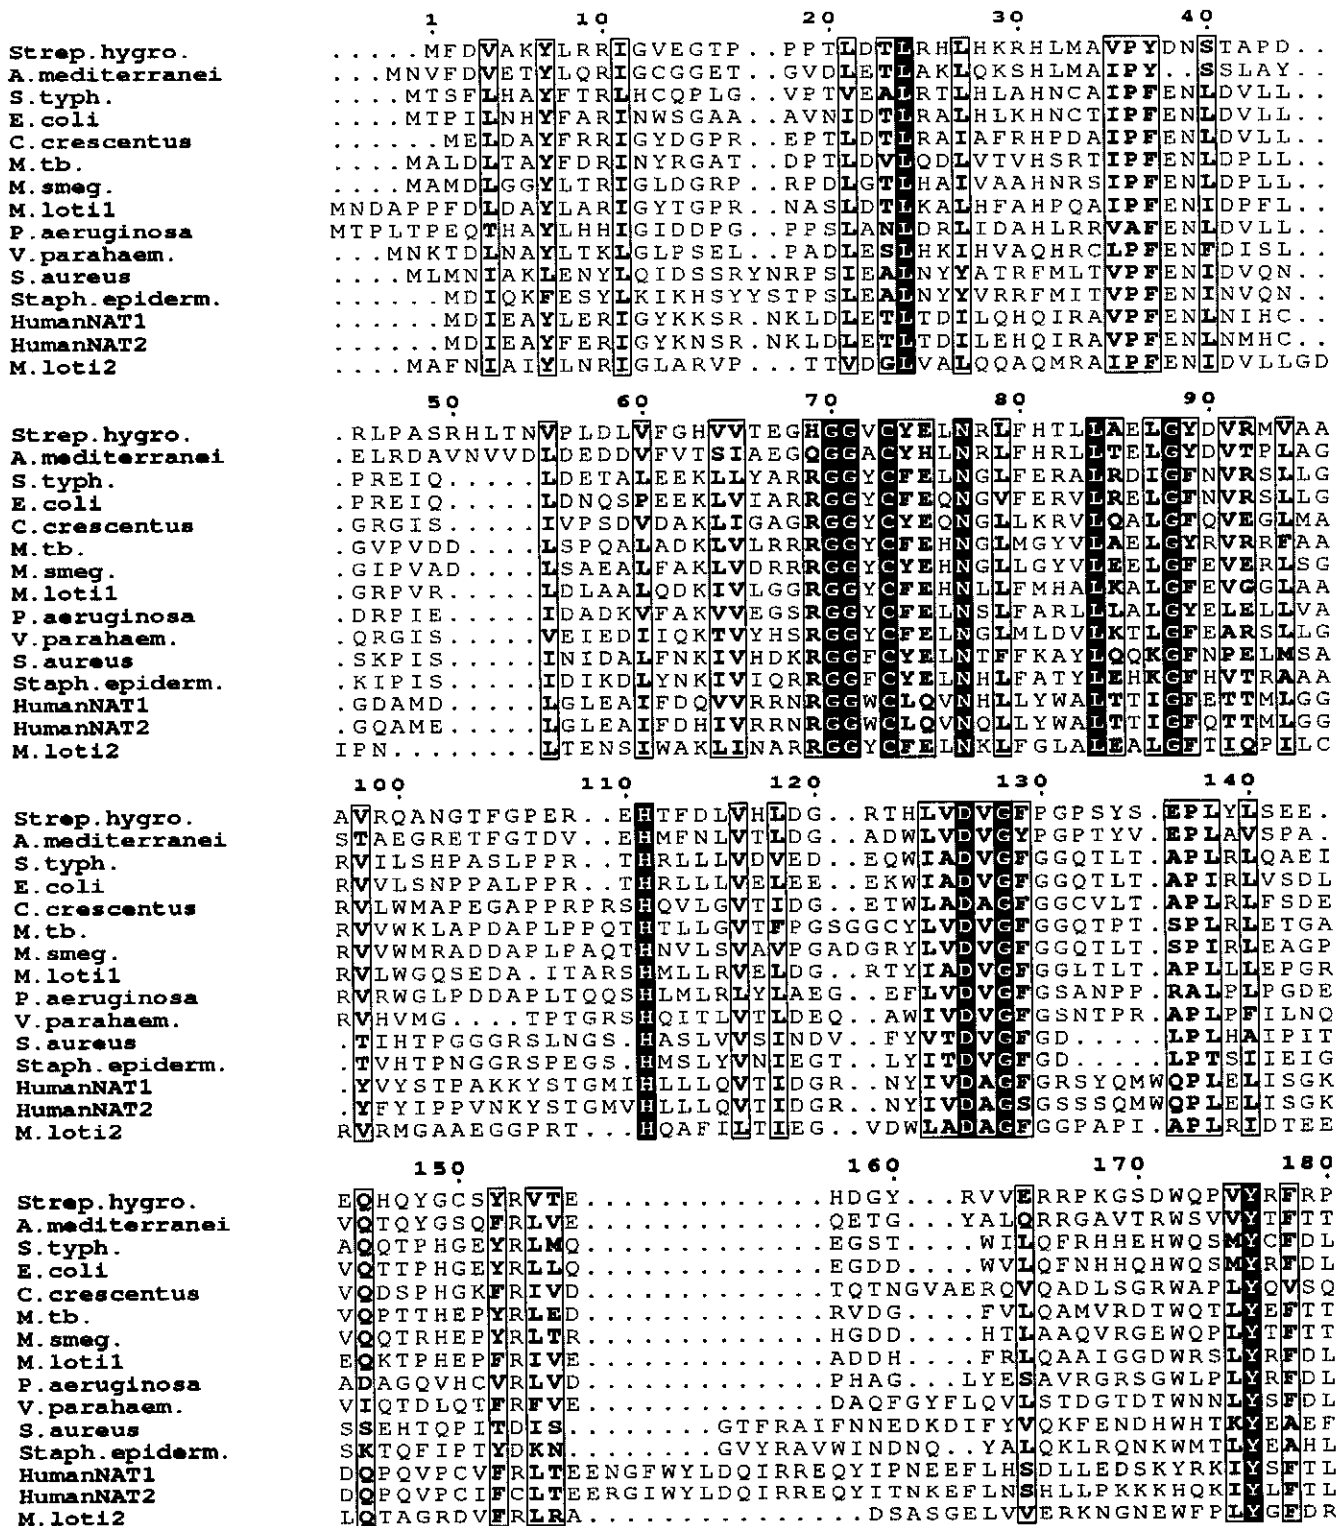 1 10 20 30 40
Strep.hygro. .....MFDVAKYLRRIGVEGTP...PPTLDTLRHLHKRHLMAVPYDNSTAPD..
A.mediterranei ...MNVFDVETYLQRIGCGGET...GVDLETLAKLQKSHLMAIPY..SSLAY..
S.typh. ....MTSFLHAYFTRLHCQPLG...VPTVEALRTLHLAHNCAIPFENLDVLL..
E.coli ....MTPILNHYFARINWSGAA...AVNIDTLRALHLKHNCTIPFENLDVLL..
C.crescentus ......MELDAYFRRIGYDGPR...EPTLDTLRAIAFRHPDAIPFENLDVLL..
M.tb. ....MALDLTAYFDRINYRGAT...DPTLDVLQDLVTVHSRTIPFENLDPLL..
M.smeg. ....MAMDLGGYLTRIGLDGRP...RPDLGTLHAIVAAHNRSIPFENLDPLL..
M.loti1 MNDAPPFDLDAYLARIGYTGPR...NASLDTLKALHFAHPQAIPFENIDPFL..
P.aeruginosa MTPLTPEQTHAYLHHIGIDDPG...PPSLANLDRLIDAHLRRVAFENLDVLL..
V.parahaem. ....MNKTDLNAYLTKLGLPSEL..PADLESLHKIHVAQHRCLPFENFDISL..
S.aureus ....MLMNIAKLENYLQIDSSRYNRPSIEALNYYATRFMLTVPFENIDVQN..
Staph.epiderm. ......MDIQKFESYLKIKHSYYSTPSLEALNYYVRRFMITVPFENINVQN..
HumanNAT1 ......MDIEAYLERIGYKKSR..NKLDLETLTDILQHQIRAVPFENLNIHC..
HumanNAT2 ......MDIEAYFERIGYKNSR..NKLDLETLTDILEHQIRAVPFENLNMHC..
M.loti2 ....MAFNIAIYLNRIGLARVP...TTVDGLVALQQAQMRAIPFENIDVLLGD
50 60 70 80 90
Strep.hygro. .RLPASRHLTNVPLDLVFGHVVTEGHGGVCYELNRLFHTLLAELGYDVRMVAA
A.mediterranei .ELRDAVNVVDLDEDDVFVTSIAEGQGGACYHLNRLFHRLLTELGYDVTPLAG
S.typh. .PREIQ.....LDETALEEKLLYARRGGYCFELNGLFERALRDIGFNVRSLLG
E.coli .PREIQ.....LDNQSPEEKLVIARRGGYCFEQNGVFERVLRELGFNVRSLLG
C.crescentus .GRGIS.....IVPSDVDAKLIGAGRGGYCYEQNGLLKRVLQALGFQVEGLMA
M.tb. .GVPVDD....LSPQALADKLVLRRRGGYCFEHNGLMGYVLAELGYRVRRFAA
M.smeg. .GIPVAD....LSAEALFAKLVDRRRGGYCYEHNGLLGYVLEELGFEVERLSG
M.loti1 .GRPVR.....LDLAALQDKIVLGGRGGYCFEHNLLFMHALKALGFEVGGLAA
P.aeruginosa .DRPIE.....IDADKVFAKVVEGSRGGYCFELNSLFARLLLALGYELELLVA
V.parahaem. .QRGIS.....VEIEDIIQKTVYHSRGGYCFELNGLMLDVLKTLGFEARSLLG
S.aureus .SKPIS.....INIDALFNKIVHDKRGGFCYELNTFFKAYLQQKGFNPELMSA
Staph.epiderm. .KIPIS.....IDIKDLYNKIVIQRRGGFCYELNHLFATYLEHKGFHVTRAAA
HumanNAT1 .GDAMD.....LGLEAIFDQVVRRNRGGWCLQVNHLLYWALTTIGFETTMLGG
HumanNAT2 .GQAME.....LGLEAIFDHIVRRNRGGWCLQVNQLLYWALTTIGFQTTMLGG
M.loti2 IPN........LTENSIWAKLINARRGGYCFELNKLFGLALEALGFTIQPILC
100 110 120 130 140
Strep.hygro. AVRQANGTFGPER..EHTFDLVHLDG..RTHLVDVGFPGPSYS.EPLYLSEE.
A.mediterranei STAEGRETFGTDV..EHMFNLVTLDG..ADWLVDVGYPGPTYV.EPLAVSPA.
S.typh. RVILSHPASLPPR..THRLLLVDVED..EQWIADVGFGGQTLT.APLRLQAEI
E.coli RVVLSNPPALPPR..THRLLLVELEE..EKWIADVGFGGQTLT.APIRLVSDL
C.crescentus RVLWMAPEGAPPRPRSHQVLGVTIDG..ETWLADAGFGGCVLT.APLRLFSDE
M.tb. RVVWKLAPDAPLPPQTHTLLGVTFPGSGGCYLVDVGFGGQTPT.SPLRLETGA
M.smeg. RVVWMRADDAPLPAQTHNVLSVAVPGADGRYLVDVGFGGQTLT.SPIRLEAGP
M.loti1 RVLWGQSEDA.ITARSHMLLRVELDG..RTYIADVGFGGLTLT.APLLLEPGR
P.aeruginosa RVRWGLPDDAPLTQQSHLMLRLYLAEG..EFLVDVGFGSANPP.RALPLPGDE
V.parahaem. RVHVMG....TPTGRSHQITLVTLDEQ..AWIVDVGFGSNTPR.APLPFILNQ
S.aureus .TIHTPGGGRSLNGS.HASLVVSINDV..FYVTDVGFGD.....LPLHAIPIT
Staph.epiderm. .TVHTPNGGRSPEGS.HMSLYVNIEGT..LYITDVGFGD.....LPTSIIEIG
HumanNAT1 .YVYSTPAKKYSTGMIHLLLQVTIDGR..NYIVDAGFGRSYQMWQPLELISGK
HumanNAT2 .YFYIPPVNKYSTGMVHLLLQVTIDGR..NYIVDAGSGSSSQMWQPLELISGK
M.loti2 RVRMGAAEGGPRT...HQAFILTIEG..VDWLADAGFGGPAPI.APLRIDTEE
150 160 170 180
Strep.hygro. EQHQYGCSYRVTE..............HDGY...RVVERRPKGSDWQPVYRFRP
A.mediterranei VQTQYGSQFRLVE..............QETG...YALQRRGAVTRWSVVYTFTT
S.typh. AQQTPHGEYRLMQ..............EGST....WILQFRHHEHWQSMYCFDL
E.coli VQTTPHGEYRLLQ..............EGDD....WVLQFNHHQHWQSMYRFDL
C.crescentus VQDSPHGKFRIVD..............TQTNGVAERQVQADLSGRWAPLYQVSQ
M.tb. VQPTTHEPYRLED..............RVDG....FVLQAMVRDTWQTLYEFTT
M.smeg. VQQTRHEPYRLTR..............HGDD....HTLAAQVRGEWQPLYTFTT
M.loti1 EQKTPHEPFRIVE..............ADDH....FRLQAAIGGDWRSLYRFDL
P.aeruginosa ADAGQVHCVRLVD..............PHAG...LYESAVRGRSGWLPLYRFDL
V.parahaem. VIQTDLQTFRFVE..............DAQFGYFLQVLSTDGTDTWNNLYSFDL
S.aureus SSEHTQPITDIS.........GTFRAIFNNEDKDIFYVQKFENDHWHTKYEAEF
Staph.epiderm. SKTQFIPTYDKN.........GVYRAVWINDNQ..YALQKLRQNKWMTLYEAHL
HumanNAT1 DQPQVPCVFRLTEENGFWYLDQIRREQYIPNEEFLHSDLLEDSKYRKIYSFTL
HumanNAT2 DQPQVPCIFCLTEERGIWYLDQIRREQYITNKEFLNSHLLPKKKHQKIYLFTL
M.loti2 LQTAGRDVFRLRA................DSASGELVVERKNGNEWFPLYGFDR